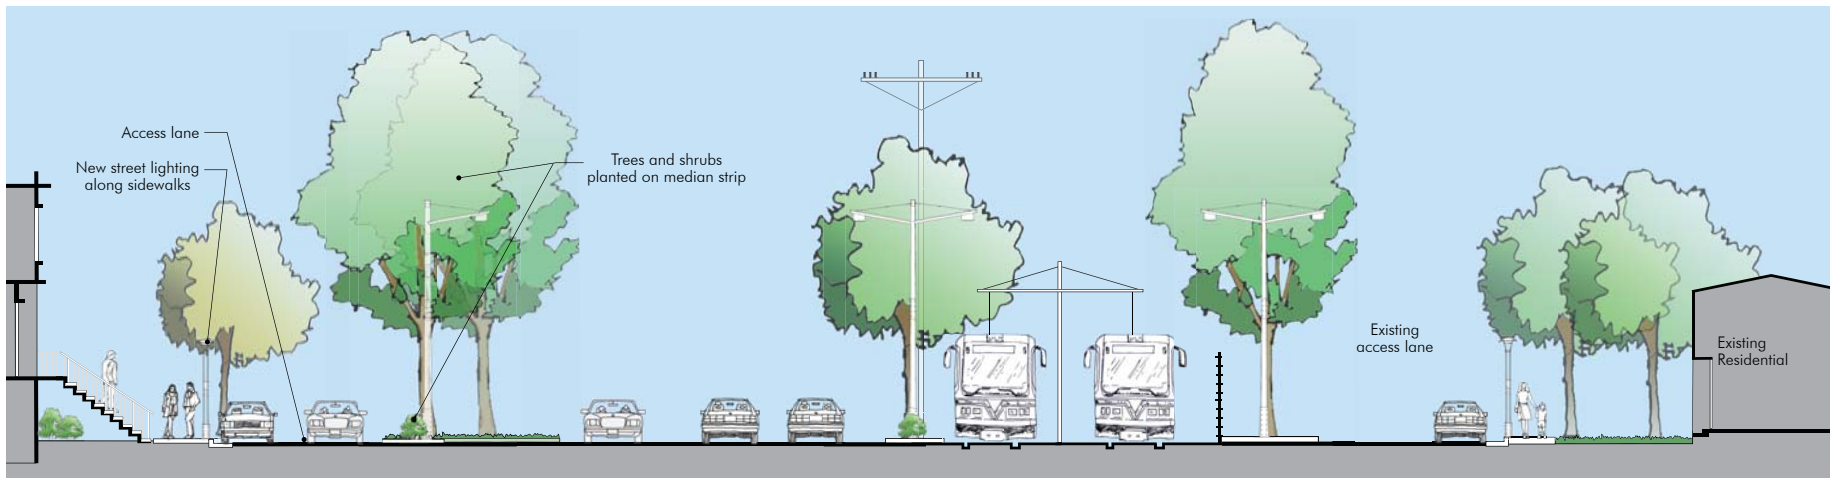 Access lane
New street lighting
along sidewalks
Trees and shrubs
planted on median strip
Existing
access lane
Existing
Residential